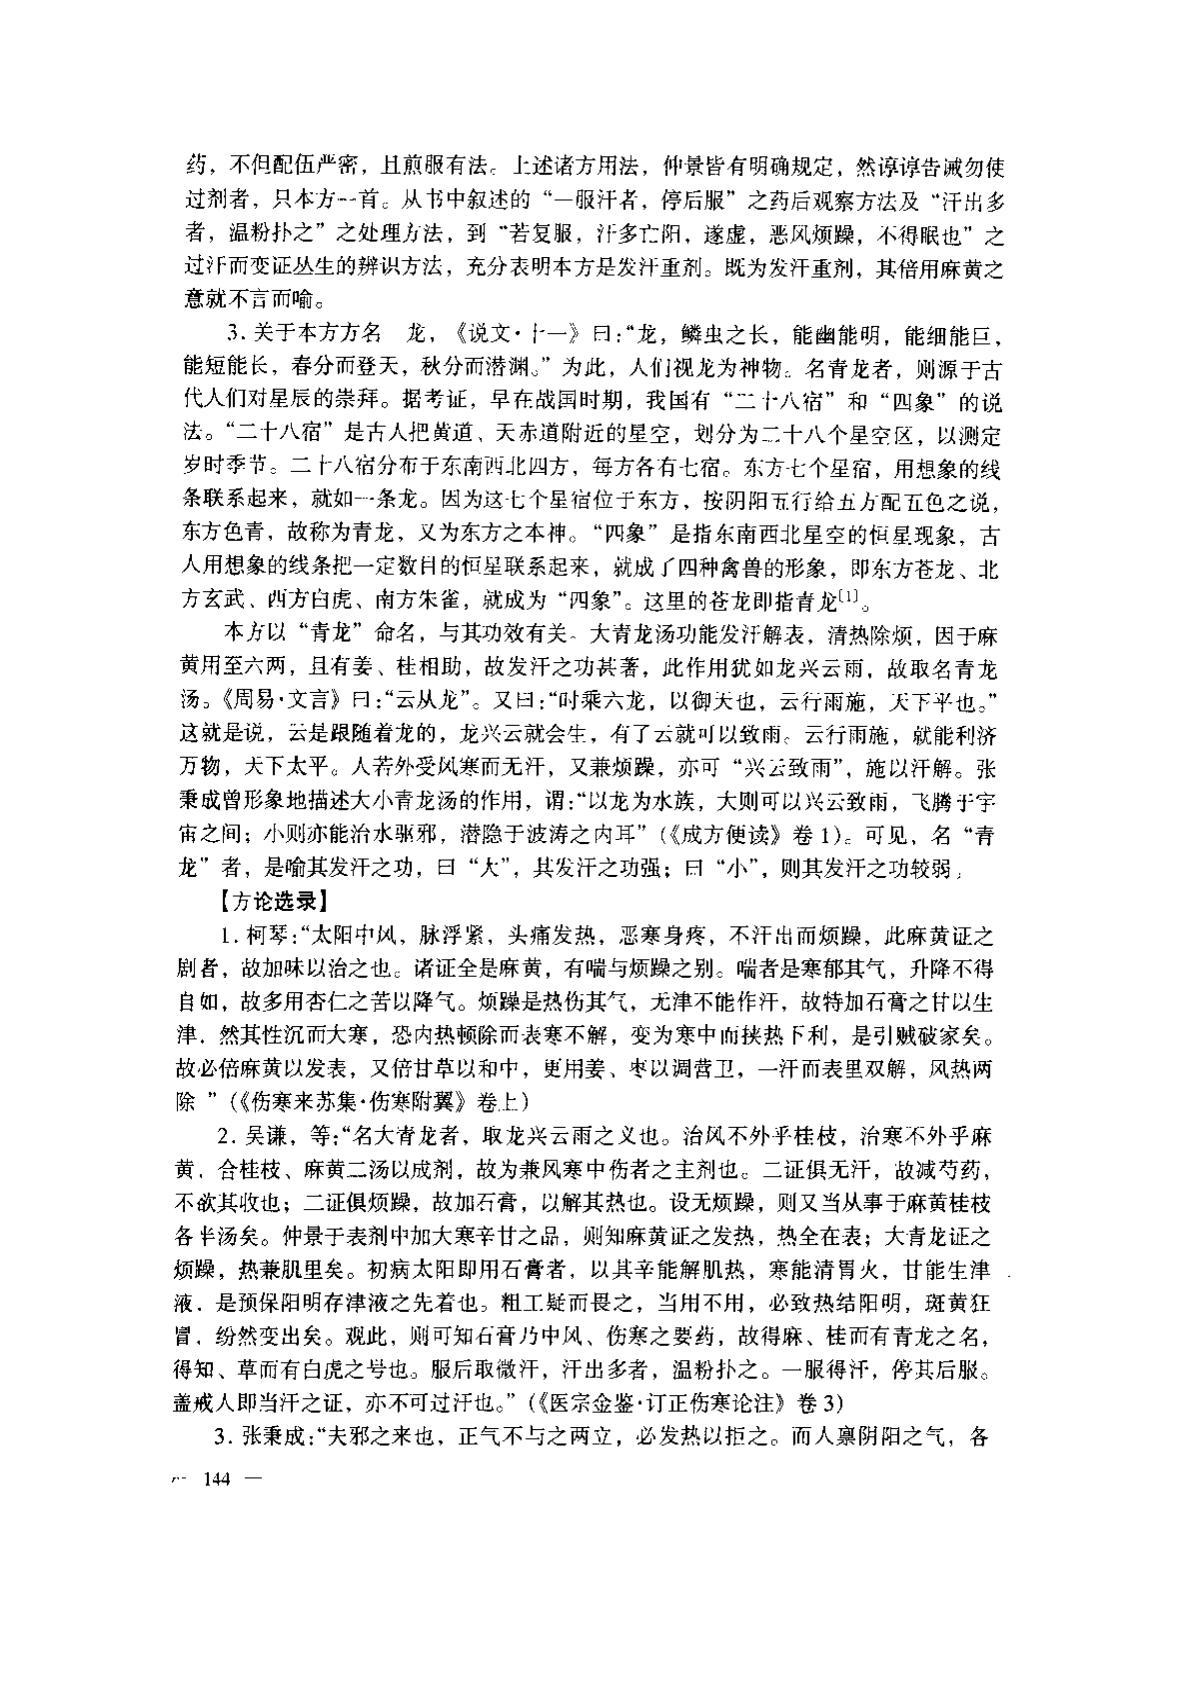 药，不但配伍严密，且煎服有法。上述诸方用法，仲景皆有明确规定，然谆谆告诫勿使
过剂者，只本方一首。从书中叙述的“一服汗者，停后服”之药后观察方法及“汗出多
者，温粉扑之”之处理方法，到“若复服，汗多亡阳，遂虚，恶风烦躁，不得眠也”之
过汗而变证丛生的辨识方法，充分表明本方是发汗重剂。既为发汗重剂，其倍用麻黄之
意就不言而喻。
3. 关于本方方名　龙，《说文·十一》曰：“龙，鳞虫之长，能幽能明，能细能巨，
能短能长，春分而登天，秋分而潜渊。”为此，人们视龙为神物。名青龙者，则源于古
代人们对星辰的崇拜。据考证，早在战国时期，我国有“二十八宿”和“四象”的说
法。“二十八宿”是古人把黄道、天赤道附近的星空，划分为二十八个星空区，以测定
岁时季节。二十八宿分布于东南西北四方，每方各有七宿。东方七个星宿，用想象的线
条联系起来，就如一条龙。因为这七个星宿位于东方，按阴阳五行给五方配五色之说，
东方色青，故称为青龙，又为东方之本神。“四象”是指东南西北星空的恒星现象，古
人用想象的线条把一定数目的恒星联系起来，就成了四种禽兽的形象，即东方苍龙、北
方玄武、西方白虎、南方朱雀，就成为“四象”。这里的苍龙即指青龙[1]。
本方以“青龙”命名，与其功效有关。大青龙汤功能发汗解表，清热除烦，因于麻
黄用至六两，且有姜、桂相助，故发汗之功甚著，此作用犹如龙兴云雨，故取名青龙
汤。《周易·文言》曰：“云从龙”。又曰：“时乘六龙，以御天也，云行雨施，天下平也。”
这就是说，云是跟随着龙的，龙兴云就会生，有了云就可以致雨。云行雨施，就能利济
万物，天下太平。人若外受风寒而无汗，又兼烦躁，亦可“兴云致雨”，施以汗解。张
秉成曾形象地描述大小青龙汤的作用，谓：“以龙为水族，大则可以兴云致雨，飞腾于宇
宙之间；小则亦能治水驱邪，潜隐于波涛之内耳”（《成方便读》卷 1）。可见，名“青
龙”者，是喻其发汗之功，曰“大”，其发汗之功强；曰“小”，则其发汗之功较弱。
【方论选录】
1. 柯琴：“太阳中风，脉浮紧，头痛发热，恶寒身疼，不汗出而烦躁，此麻黄证之
剧者，故加味以治之也。诸证全是麻黄，有喘与烦躁之别。喘者是寒郁其气，升降不得
自如，故多用杏仁之苦以降气。烦躁是热伤其气，无津不能作汗，故特加石膏之甘以生
津，然其性沉而大寒，恐内热顿除而表寒不解，变为寒中而挟热下利，是引贼破家矣。
故必倍麻黄以发表，又倍甘草以和中，更用姜、枣以调营卫，一汗而表里双解，风热两
除”（《伤寒来苏集·伤寒附翼》卷上）
2. 吴谦，等：“名大青龙者，取龙兴云雨之义也。治风不外乎桂枝，治寒不外乎麻
黄，合桂枝、麻黄二汤以成剂，故为兼风寒中伤者之主剂也。二证俱无汗，故减芍药，
不欲其收也；二证俱烦躁，故加石膏，以解其热也。设无烦躁，则又当从事于麻黄桂枝
各半汤矣。仲景于表剂中加大寒辛甘之品，则知麻黄证之发热，热全在表；大青龙证之
烦躁，热兼肌里矣。初病太阳即用石膏者，以其辛能解肌热，寒能清胃火，甘能生津
液，是预保阳明存津液之先着也。粗工疑而畏之，当用不用，必致热结阳明，斑黄狂
冒，纷然变出矣。观此，则可知石膏乃中风、伤寒之要药，故得麻、桂而有青龙之名，
得知、草而有白虎之号也。服后取微汗，汗出多者，温粉扑之。一服得汗，停其后服。
盖戒人即当汗之证，亦不可过汗也。”（《医宗金鉴·订正伤寒论注》卷 3）
3. 张秉成：“夫邪之来也，正气不与之两立，必发热以拒之。而人禀阴阳之气，各
— 144 —